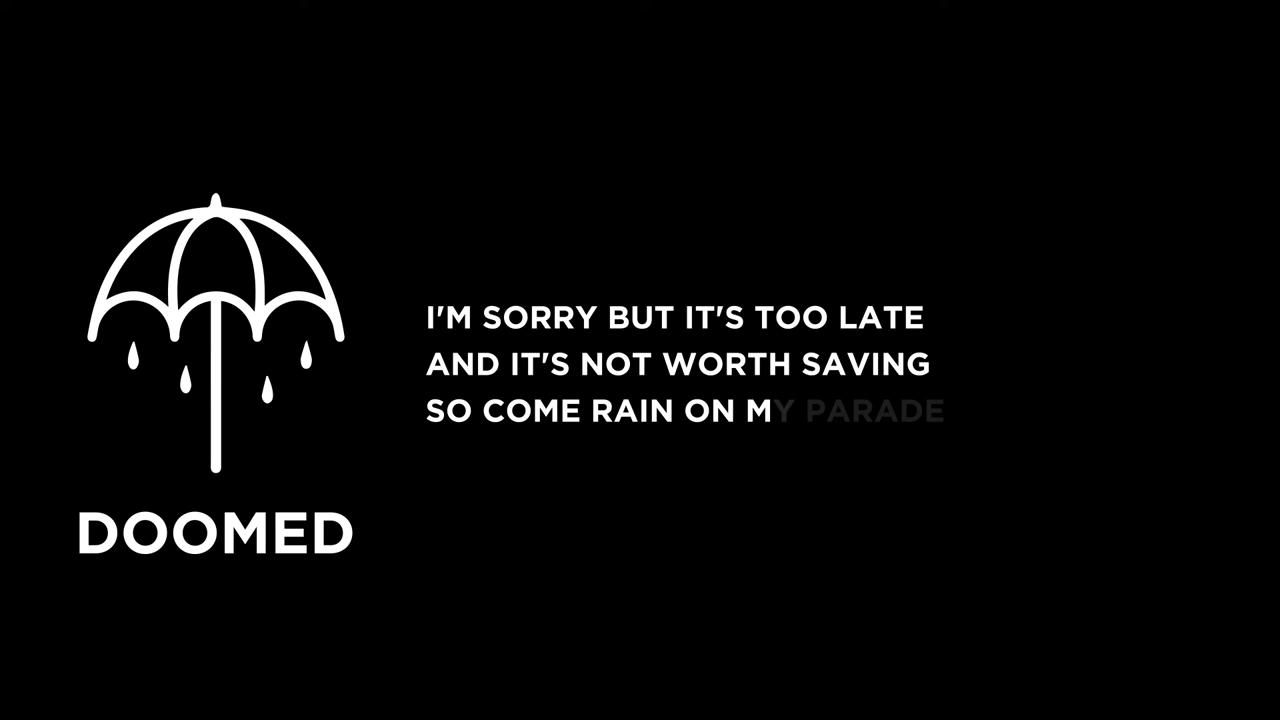 I'M SORRY BUT IT'S TOO LATE
AND IT'S NOT WORTH SAVING
SO COME RAIN ON MY PARADE
DOOMED